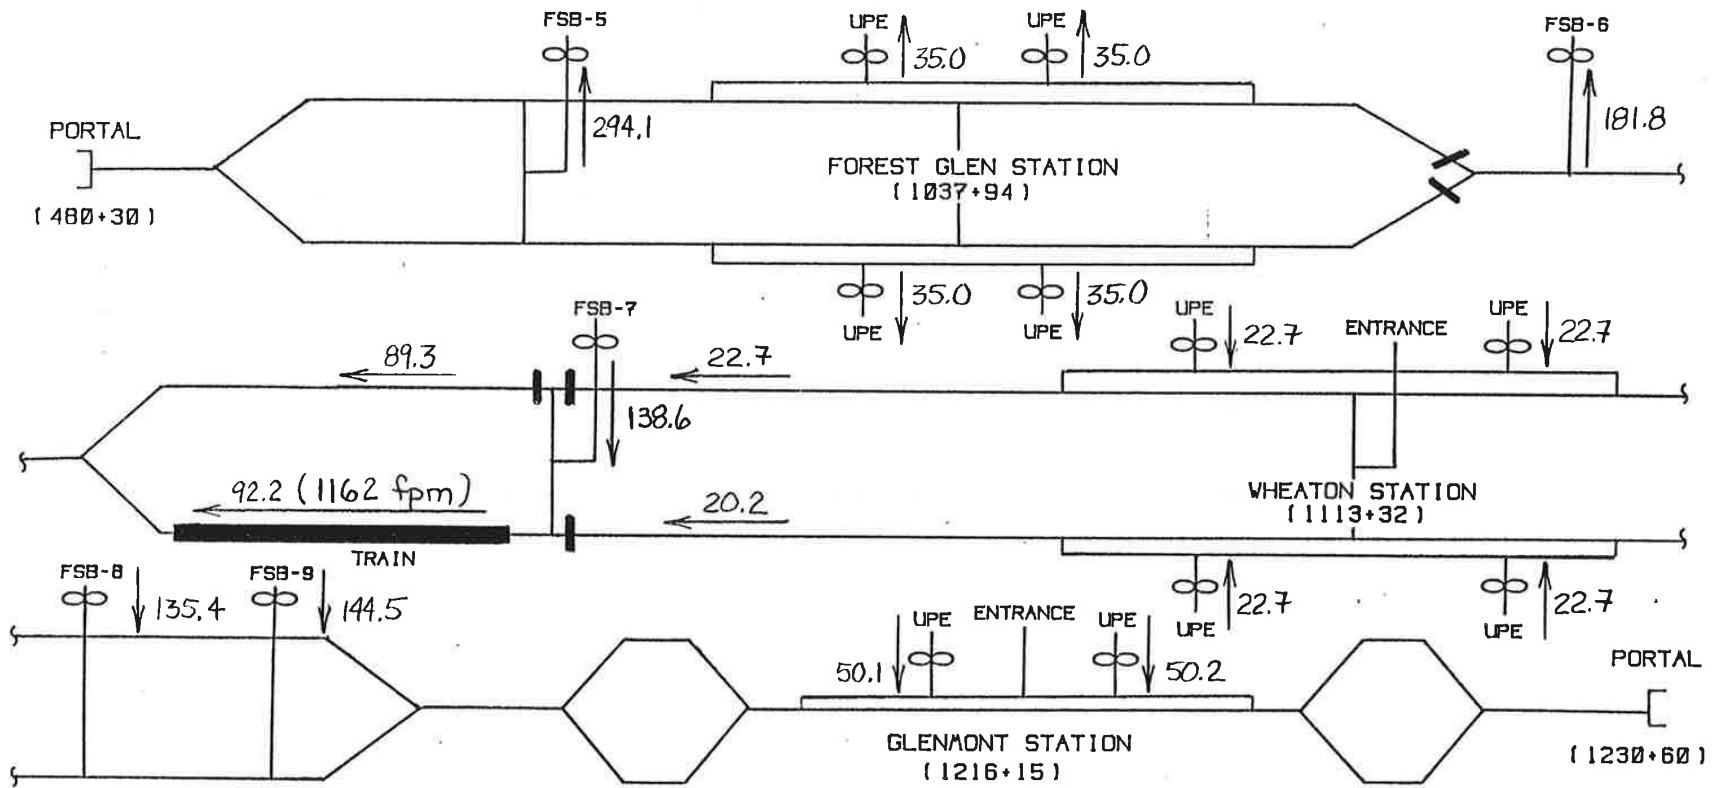 FSB-5
UPE
UPE
FSB-6
35.0
35.0
294.1
181.8
PORTAL
FOREST GLEN STATION
(1037+94)
(480+30)
35.0
35.0
UPE
UPE
FSB-7
UPE
ENTRANCE
UPE
89.3
22.7
22.7
22.7
138.6
92.2 (1162 fpm)
20.2
WHEATON STATION
(1113+32)
TRAIN
FSB-8
FSB-9
135.4
144.5
22.7
22.7
UPE
UPE
UPE
ENTRANCE
UPE
50.1
50.2
PORTAL
GLENMONT STATION
(1216+15)
(1230+60)